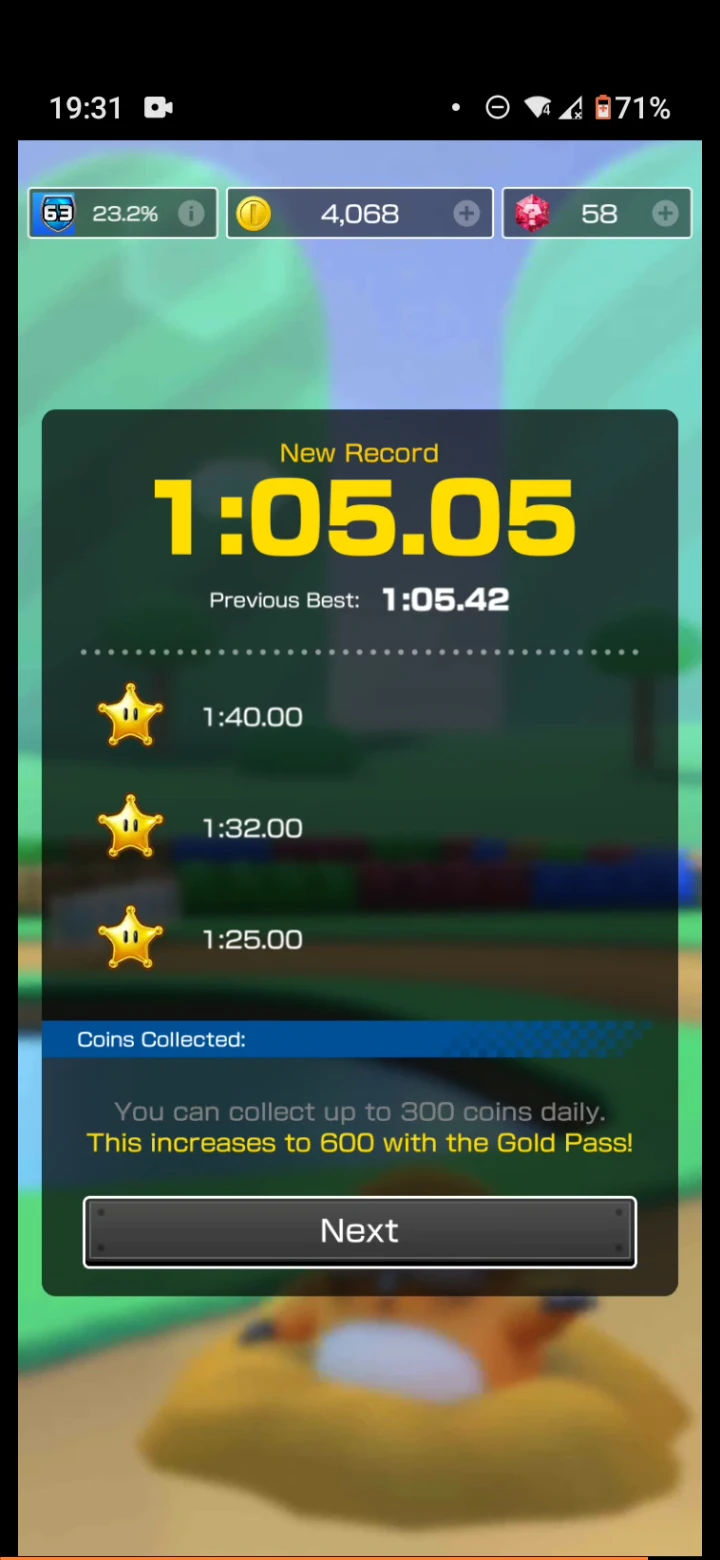 19:31
4
71%
63 23.2% i 4,068 58
New Record
1:05.05
Previous Best: 1:05.42
1:40.00
1:32.00
1:25.00
Coins Collected:
You can collect up to 300 coins daily.
This increases to 600 with the Gold Pass!
Next